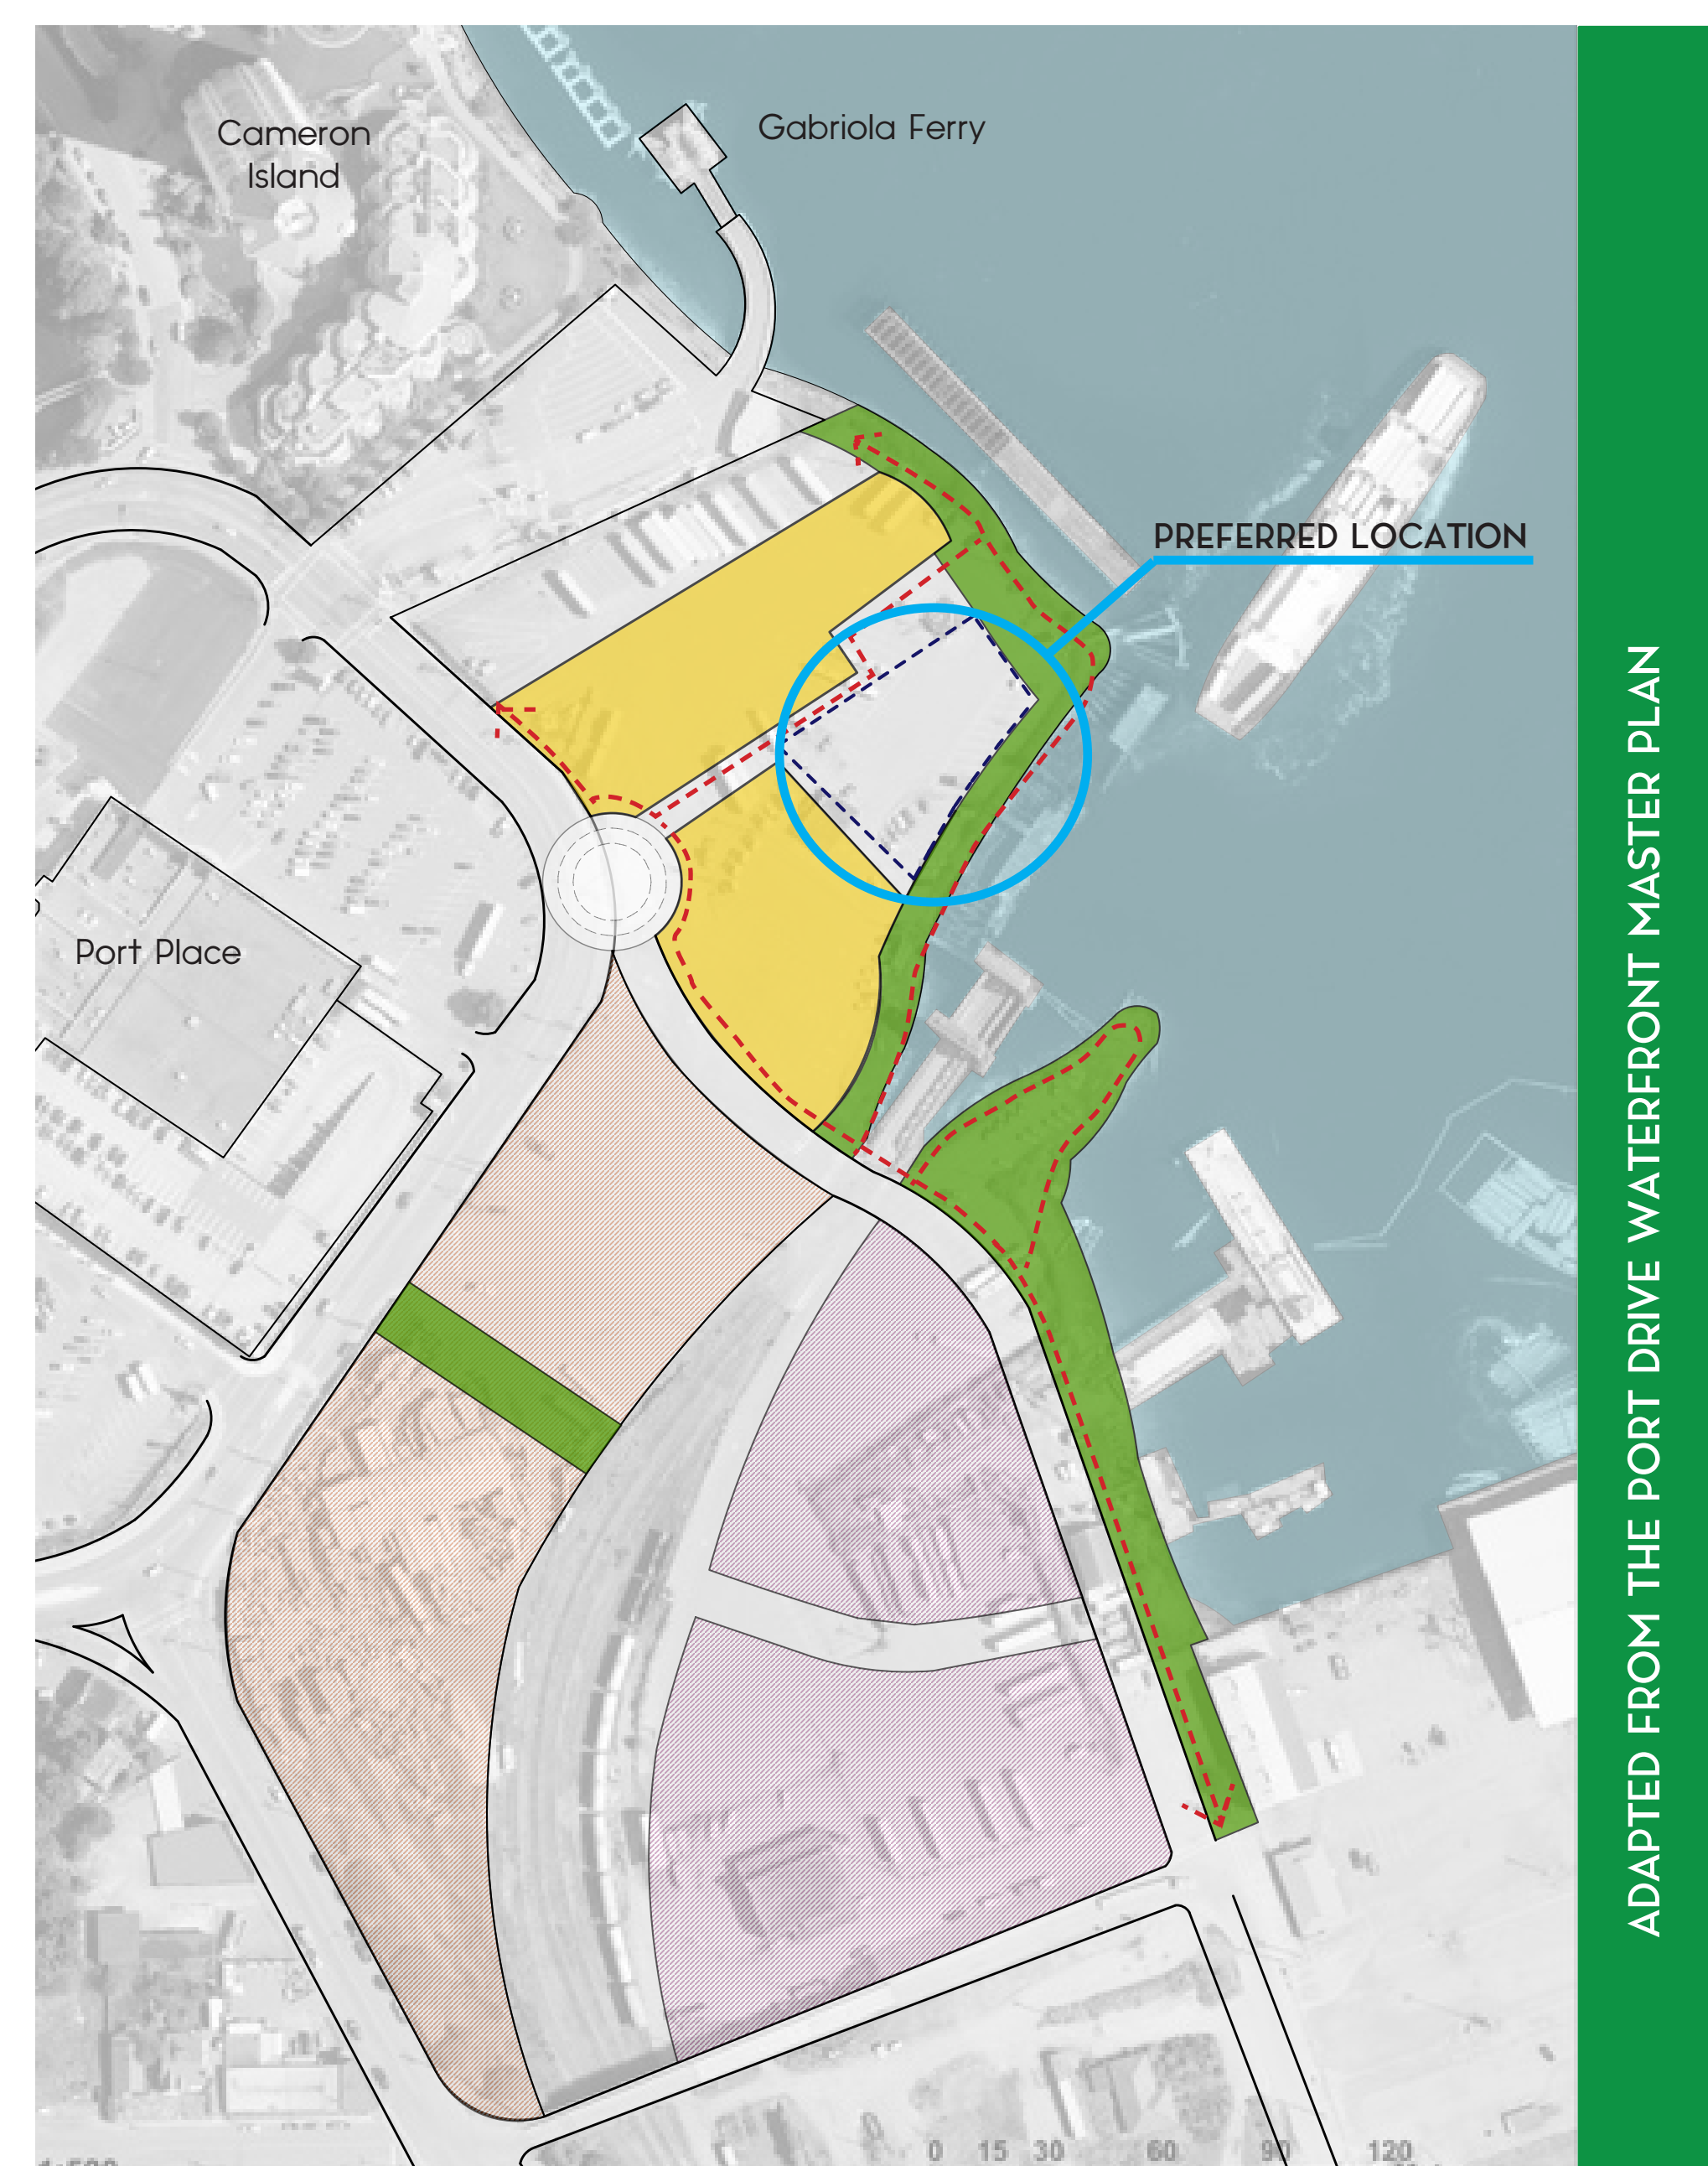 Cameron
Island
Gabriola Ferry
PREFERRED LOCATION
Port Place
ADAPTED FROM THE PORT DRIVE WATERFRONT MASTER PLAN
0 15 30 60 90 120